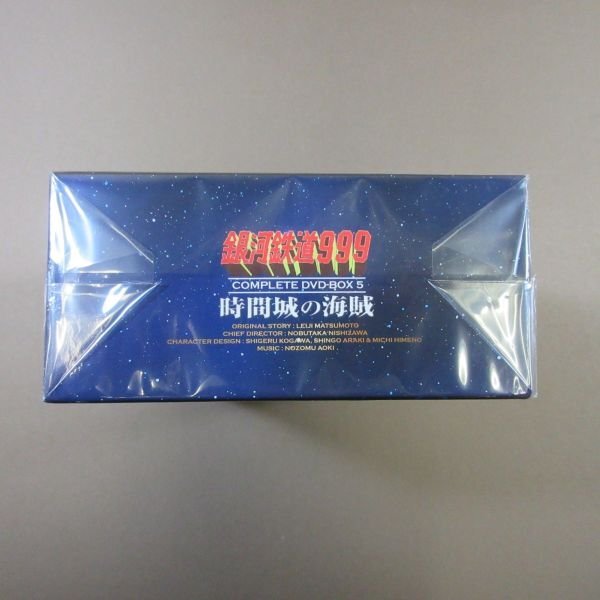 銀河鉄道999
COMPLETE DVD-BOX 5
時間城の海賊
ORIGINAL STORY : LEIJI MATSUMOTO
CHIEF DIRECTOR : NOBUTAKA NISHIZAWA
CHARACTER DESIGN : SHIGERU KOGAWA, SHINGO ARAKI & MICHI HIMENO
MUSIC : NOZOMU AOKI